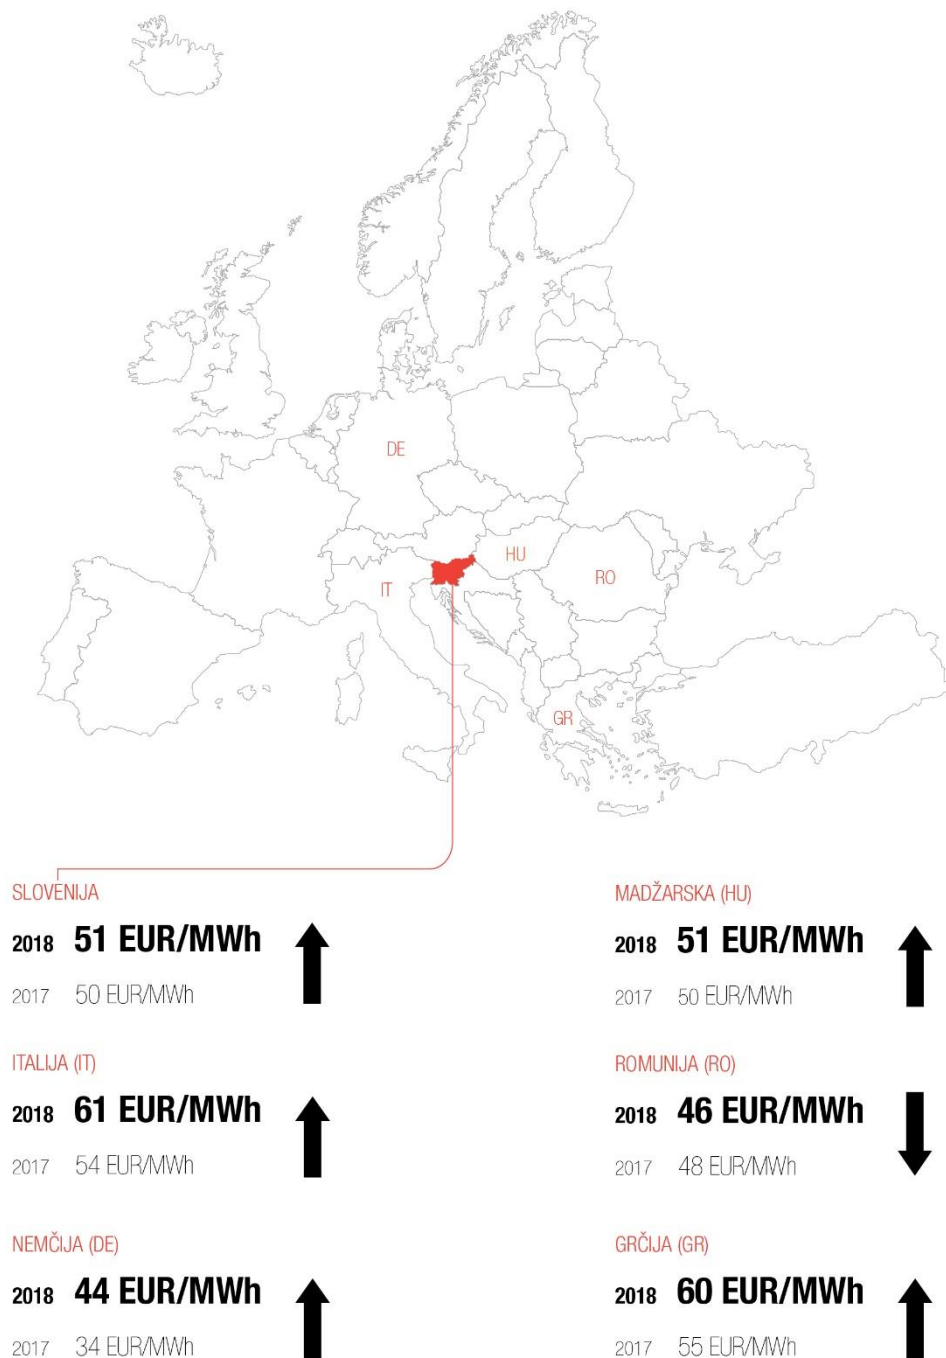 DE
HU
RO
IT
GR
SLOVENIJA
2018 51 EUR/MWh
2017 50 EUR/MWh
MADŽARSKA (HU)
2018 51 EUR/MWh
2017 50 EUR/MWh
ITALIJA (IT)
2018 61 EUR/MWh
2017 54 EUR/MWh
ROMUNIJA (RO)
2018 46 EUR/MWh
2017 48 EUR/MWh
NEMČIJA (DE)
2018 44 EUR/MWh
2017 34 EUR/MWh
GRČIJA (GR)
2018 60 EUR/MWh
2017 55 EUR/MWh